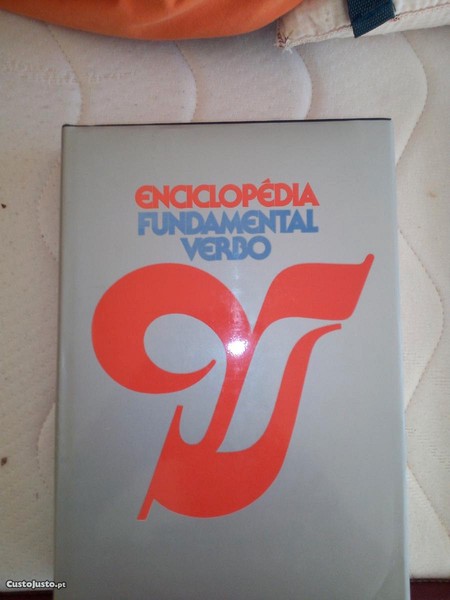 ENCICLOPÉDIA
FUNDAMENTAL
VERBO
CustoJusto.pt